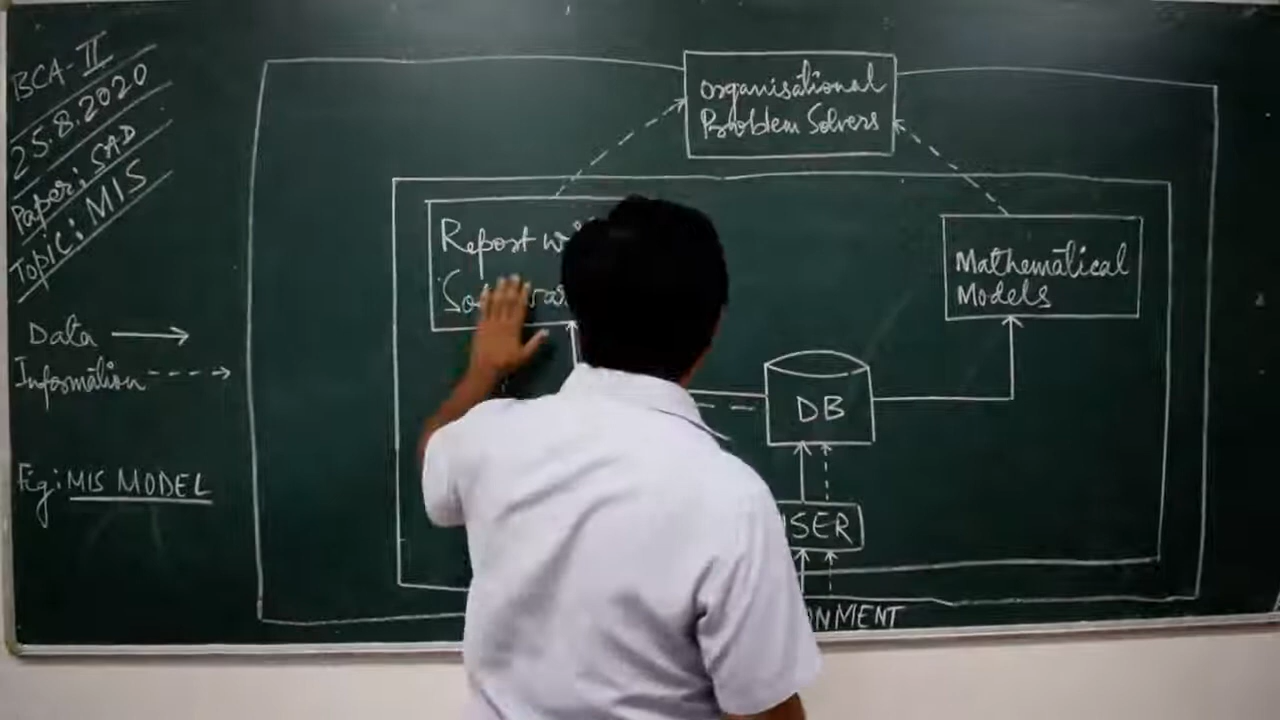 BCA-II
25.8.2020
Paper: SAD
Topic: MIS
Data
Information
Fig: MIS MODEL
Organisational
Problem Solvers
Report
Mathematical
Models
DB